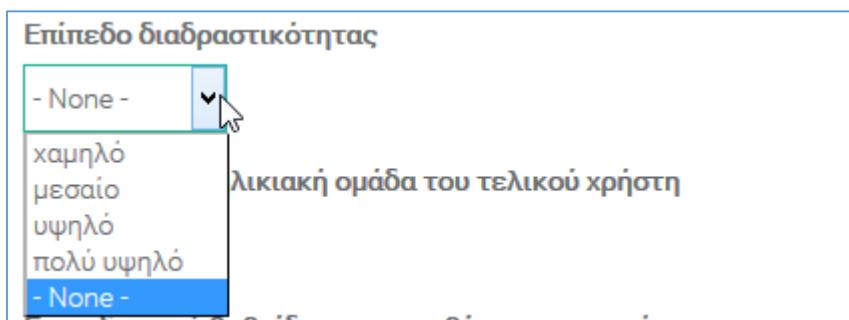 Επίπεδο διαδραστικότητας
- None -
χαμηλό
λικιακή ομάδα του τελικού χρήστη
μεσαίο
υψηλό
πολύ υψηλό
- None -